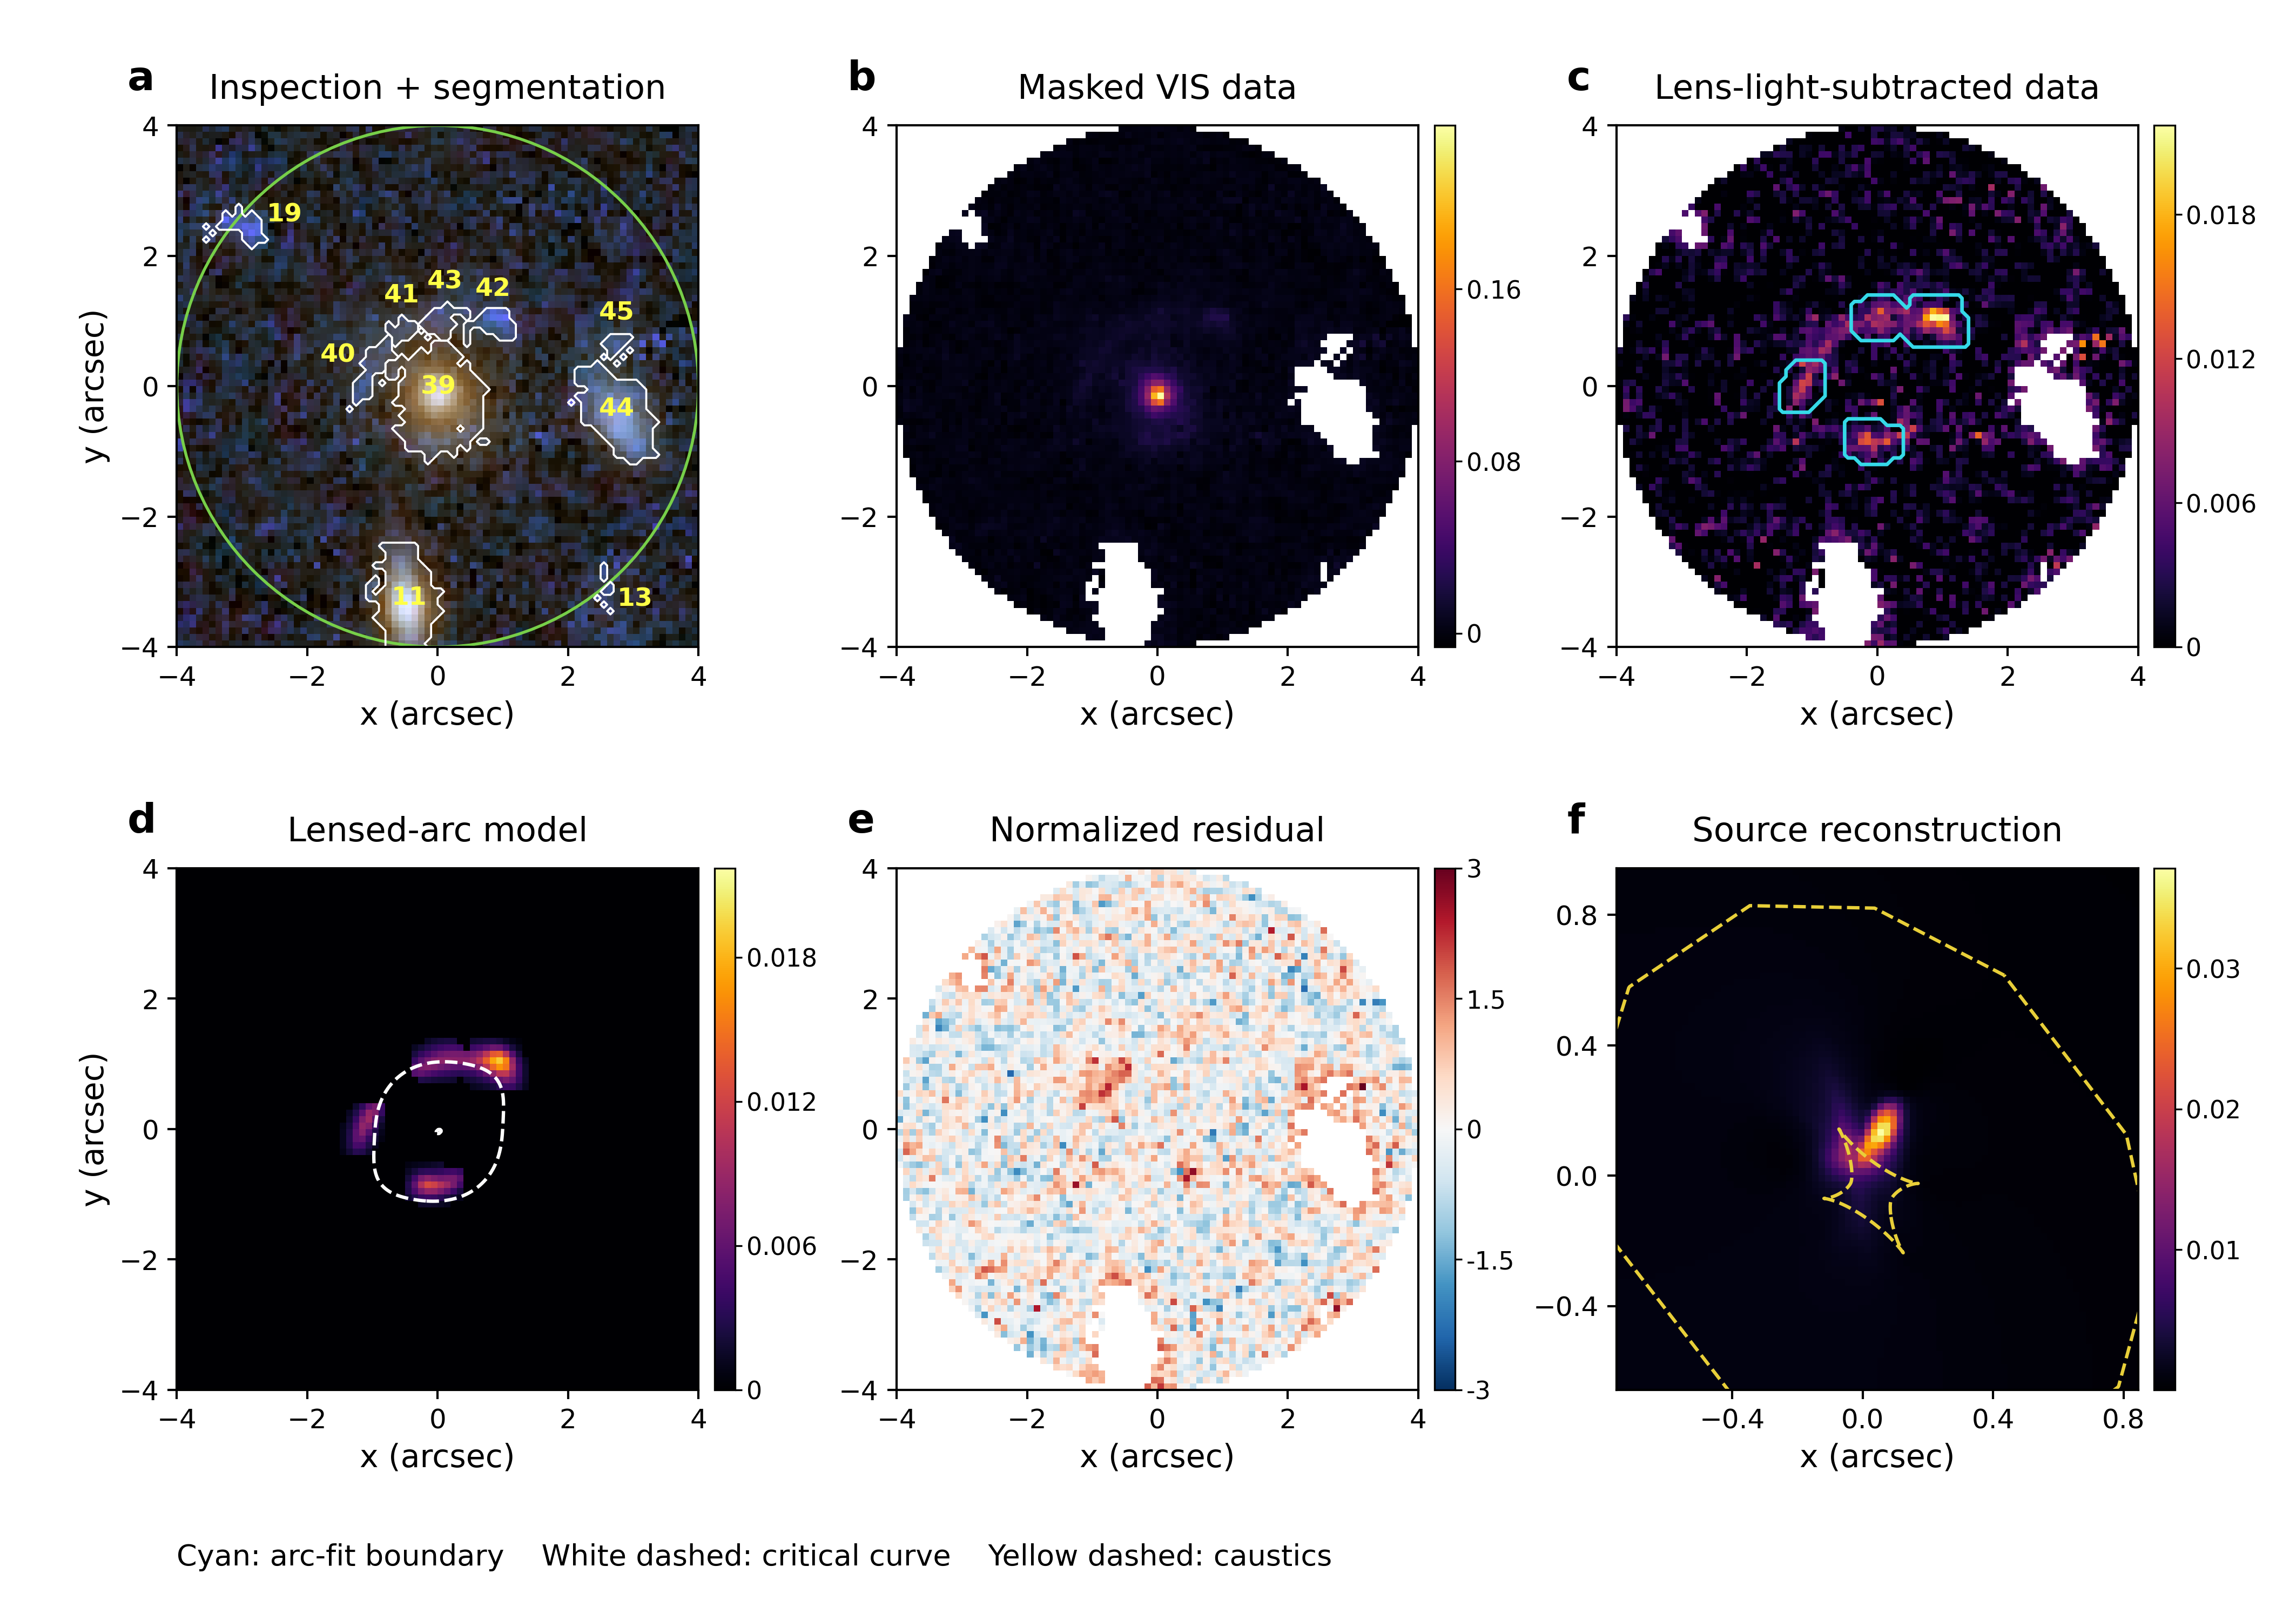 a Inspection + segmentation
4
2
0
−2
−4
y (arcsec)
−4 −2 0 2 4
x (arcsec)
19
41 43 42
40
45
39
44
11
13
b Masked VIS data
4
2
0
−2
−4
−4 −2 0 2 4
x (arcsec)
0.16
0.08
0
c Lens-light-subtracted data
4
2
0
−2
−4
−4 −2 0 2 4
x (arcsec)
0.018
0.012
0.006
0
d Lensed-arc model
4
2
0
−2
−4
y (arcsec)
−4 −2 0 2 4
x (arcsec)
0.018
0.012
0.006
0
e Normalized residual
4
2
0
−2
−4
−4 −2 0 2 4
x (arcsec)
3
1.5
0
-1.5
-3
f Source reconstruction
0.8
0.4
0.0
−0.4
−0.4 0.0 0.4 0.8
x (arcsec)
0.03
0.02
0.01
Cyan: arc-fit boundary White dashed: critical curve Yellow dashed: caustics